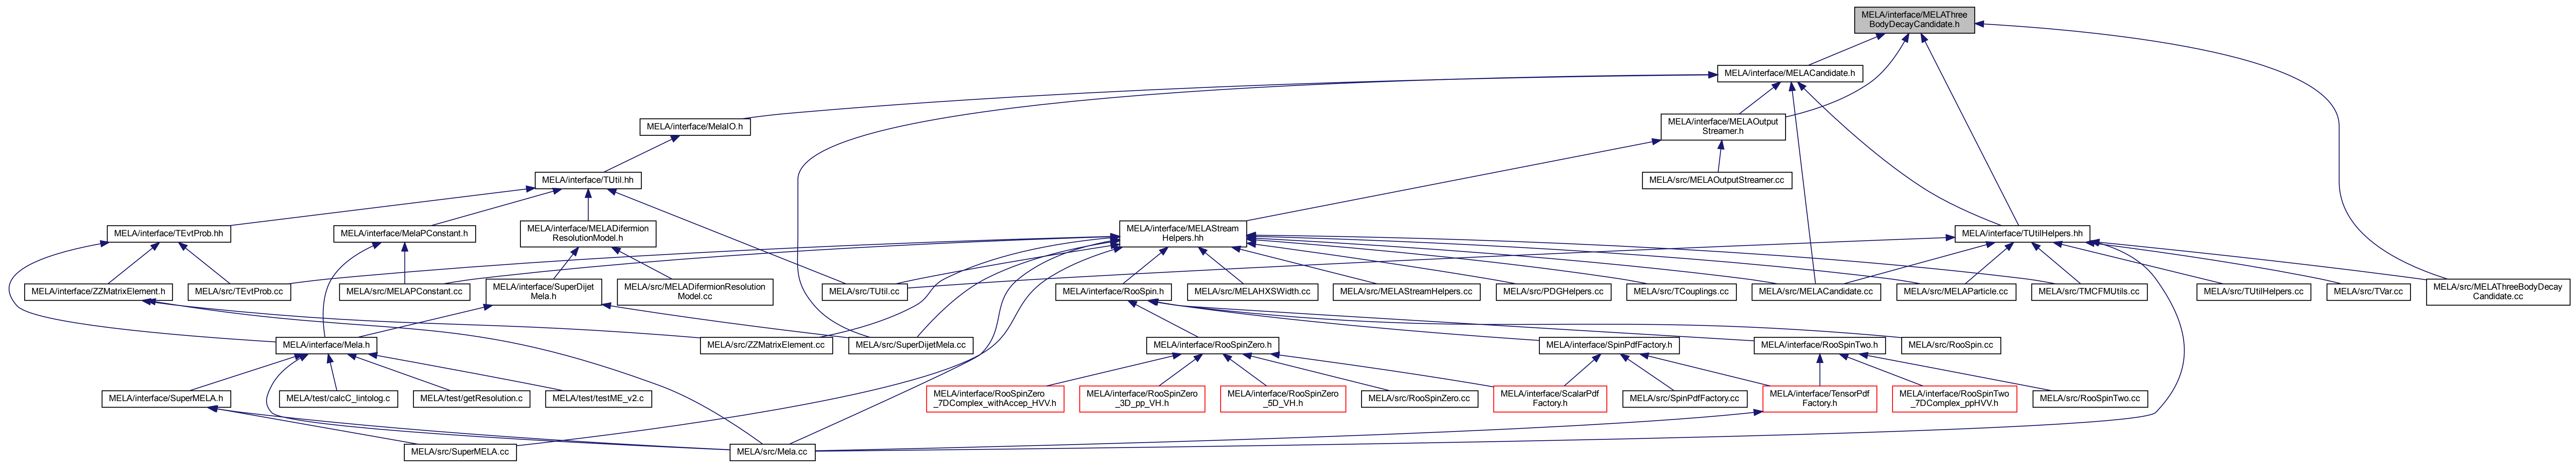 MELA/interface/MELAThree
BodyDecayCandidate.h
MELA/interface/MELACandidate.h
MELA/interface/MelaIO.h
MELA/interface/MELAOutput
Streamer.h
MELA/interface/TUtil.hh
MELA/src/MELAOutputStreamer.cc
MELA/interface/TEvtProb.hh
MELA/interface/MelaPConstant.h
MELA/interface/MELADifermion
ResolutionModel.h
MELA/interface/MELAStream
Helpers.hh
MELA/interface/TUtilHelpers.hh
MELA/interface/ZZMatrixElement.h
MELA/src/TEvtProb.cc
MELA/src/MELAPConstant.cc
MELA/interface/SuperDijet
Mela.h
MELA/src/MELADifermionResolution
Model.cc
MELA/src/TUtil.cc
MELA/interface/RooSpin.h
MELA/src/MELAHXSWidth.cc
MELA/src/MELAStreamHelpers.cc
MELA/src/PDGHelpers.cc
MELA/src/TCouplings.cc
MELA/src/MELACandidate.cc
MELA/src/MELAParticle.cc
MELA/src/TMCFMUtils.cc
MELA/src/TUtilHelpers.cc
MELA/src/TVar.cc
MELA/src/MELAThreeBodyDecay
Candidate.cc
MELA/interface/Mela.h
MELA/src/ZZMatrixElement.cc
MELA/src/SuperDijetMela.cc
MELA/interface/RooSpinZero.h
MELA/interface/SpinPdfFactory.h
MELA/interface/RooSpinTwo.h
MELA/src/RooSpin.cc
MELA/interface/SuperMELA.h
MELA/test/calcC_lintolog.c
MELA/test/getResolution.c
MELA/test/testME_v2.c
MELA/interface/RooSpinZero
_7DComplex_withAccep_HVV.h
MELA/interface/RooSpinZero
_3D_pp_VH.h
MELA/interface/RooSpinZero
_5D_VH.h
MELA/src/RooSpinZero.cc
MELA/interface/ScalarPdf
Factory.h
MELA/src/SpinPdfFactory.cc
MELA/interface/TensorPdf
Factory.h
MELA/interface/RooSpinTwo
_7DComplex_ppHVV.h
MELA/src/RooSpinTwo.cc
MELA/src/SuperMELA.cc
MELA/src/Mela.cc